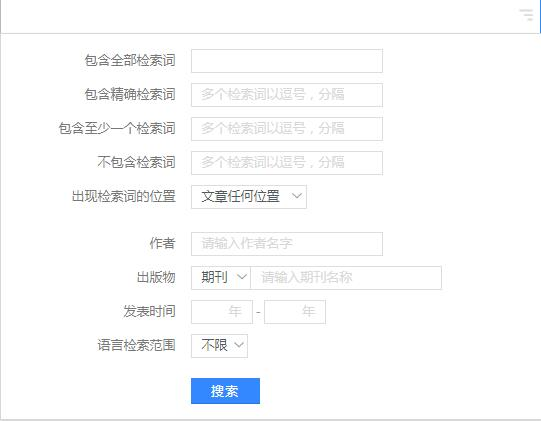 包含全部检索词
包含精确检索词 多个检索词以逗号，分隔
包含至少一个检索词 多个检索词以逗号，分隔
不包含检索词 多个检索词以逗号，分隔
出现检索词的位置 文章任何位置
作者 请输入作者名字
出版物 期刊 请输入期刊名称
发表时间 年 - 年
语言检索范围 不限
搜索